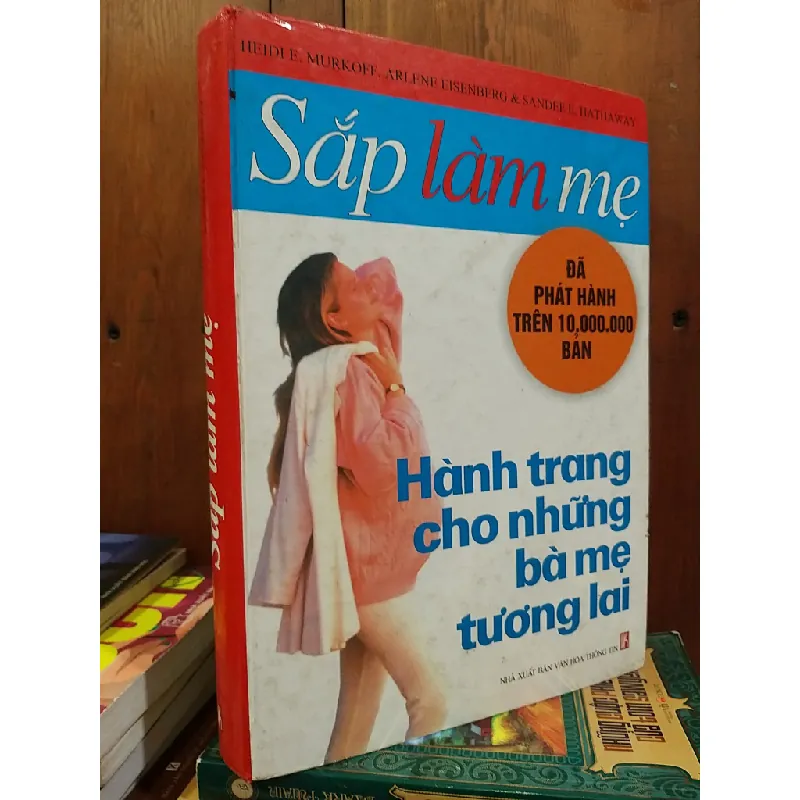 HEIDI E. MURKOFF, ARLENE EISENBERG & SANDEE E. HATHAWAY
Sắp làm mẹ
ĐÃ
PHÁT HÀNH
TRÊN 10,000.000
BẢN
Hành trang
cho những
bà mẹ
tương lai
NHÀ XUẤT BẢN VĂN HÓA THÔNG TIN
Sắp làm mẹ